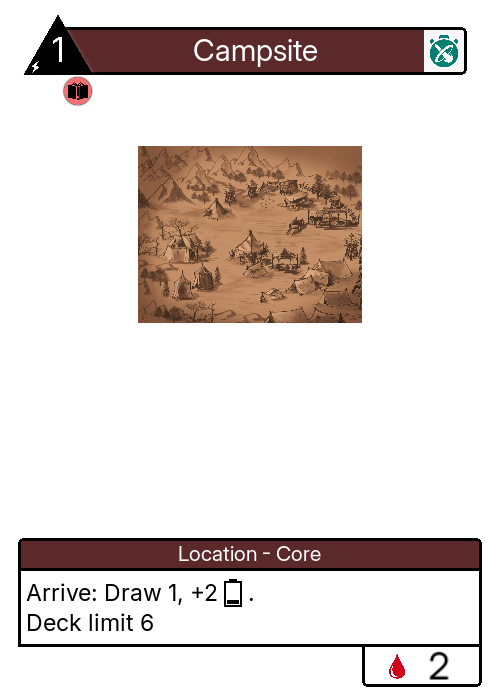 1
Campsite
Location - Core
Arrive: Draw 1, +2 .
Deck limit 6
2